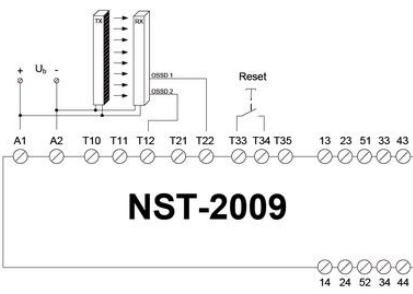 TX RX
+ Ub -
OSSD 1
OSSD 2
Reset
A1 A2 T10 T11 T12 T21 T22 T33 T34 T35 13 23 51 33 43
NST-2009
14 24 52 34 44